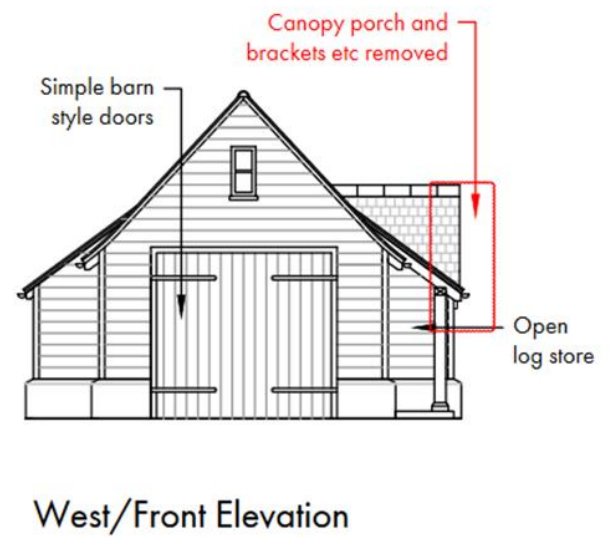 Canopy porch and
brackets etc removed
Simple barn
style doors
Open
log store
West/Front Elevation